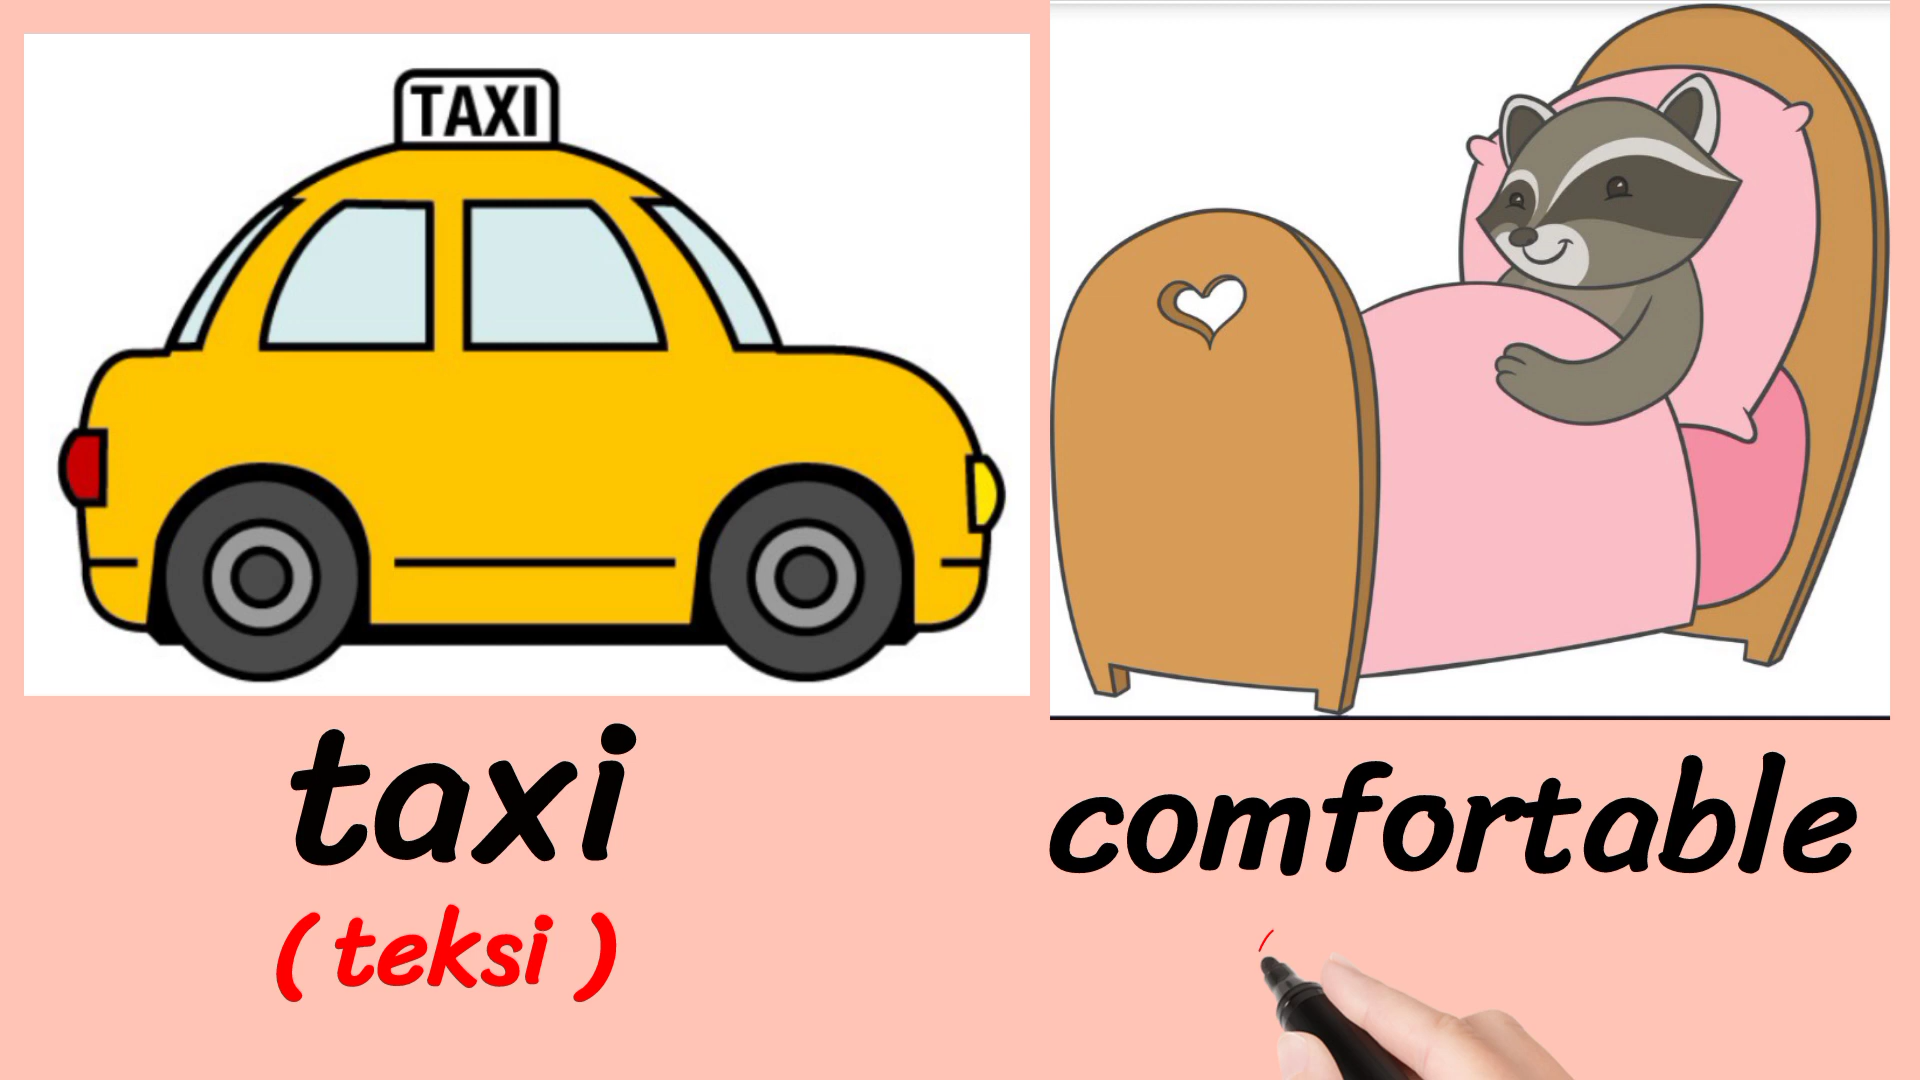 TAXI
taxi
( teksi )
comfortable
(